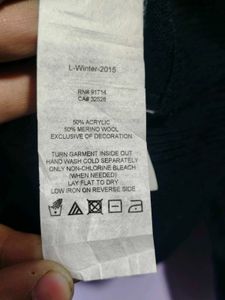 L-Winter-2015
RN# 91714
CA# 32526
50% ACRYLIC
50% MERINO WOOL
EXCLUSIVE OF DECORATION
TURN GARMENT INSIDE OUT
HAND WASH COLD SEPARATELY
ONLY NON-CHLORINE BLEACH
(WHEN NEEDED)
LAY FLAT TO DRY
LOW IRON ON REVERSE SIDE